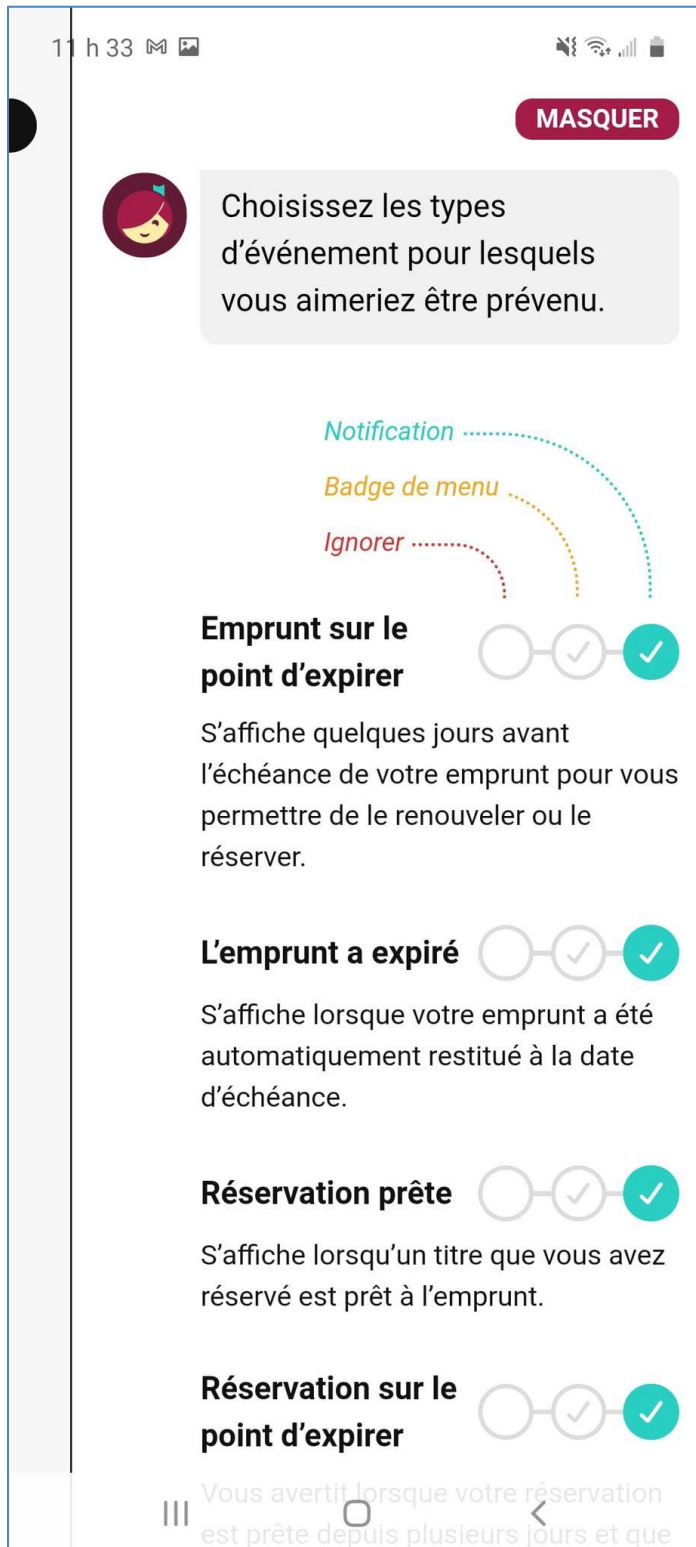 11 h 33
MASQUER
Choisissez les types
d’événement pour lesquels
vous aimeriez être prévenu.
Notification
Badge de menu
Ignorer
Emprunt sur le
point d’expirer
S’affiche quelques jours avant
l’échéance de votre emprunt pour vous
permettre de le renouveler ou le
réserver.
L’emprunt a expiré
S’affiche lorsque votre emprunt a été
automatiquement restitué à la date
d’échéance.
Réservation prête
S’affiche lorsqu’un titre que vous avez
réservé est prêt à l’emprunt.
Réservation sur le
point d’expirer
Vous avertit lorsque votre réservation
est prête depuis plusieurs jours et que